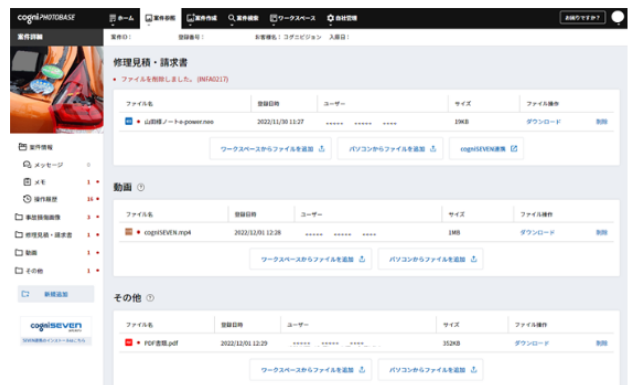 cogni PHOTOBASE
ホーム 案件参照 案件作成 案件検索 ワークスペース 自社管理
お困りですか?
案件詳細
案件ID: 登録番号: お客様名: コグニビジョン 入庫日:
修理見積・請求書
ファイルを削除しました。(INFA0217)
ファイル名 登録日時 ユーザー サイズ ファイル操作
山田様ノートe-power.neo 2022/11/30 11:27 19KB ダウンロード 削除
ワークスペースからファイルを追加 パソコンからファイルを追加 cogniSEVEN連携
案件情報
メッセージ 0
メモ 1
操作履歴 16
事故損傷画像 3
修理見積・請求書 1
動画 1
その他 1
新規追加
cogniSEVEN
動画
ファイル名 登録日時 ユーザー サイズ ファイル操作
cogniSEVEN.mp4 2022/12/01 12:28 1MB ダウンロード 削除
ワークスペースからファイルを追加 パソコンからファイルを追加
その他
ファイル名 登録日時 ユーザー サイズ ファイル操作
PDF書類.pdf 2022/12/01 12:29 352KB ダウンロード 削除
ワークスペースからファイルを追加 パソコンからファイルを追加